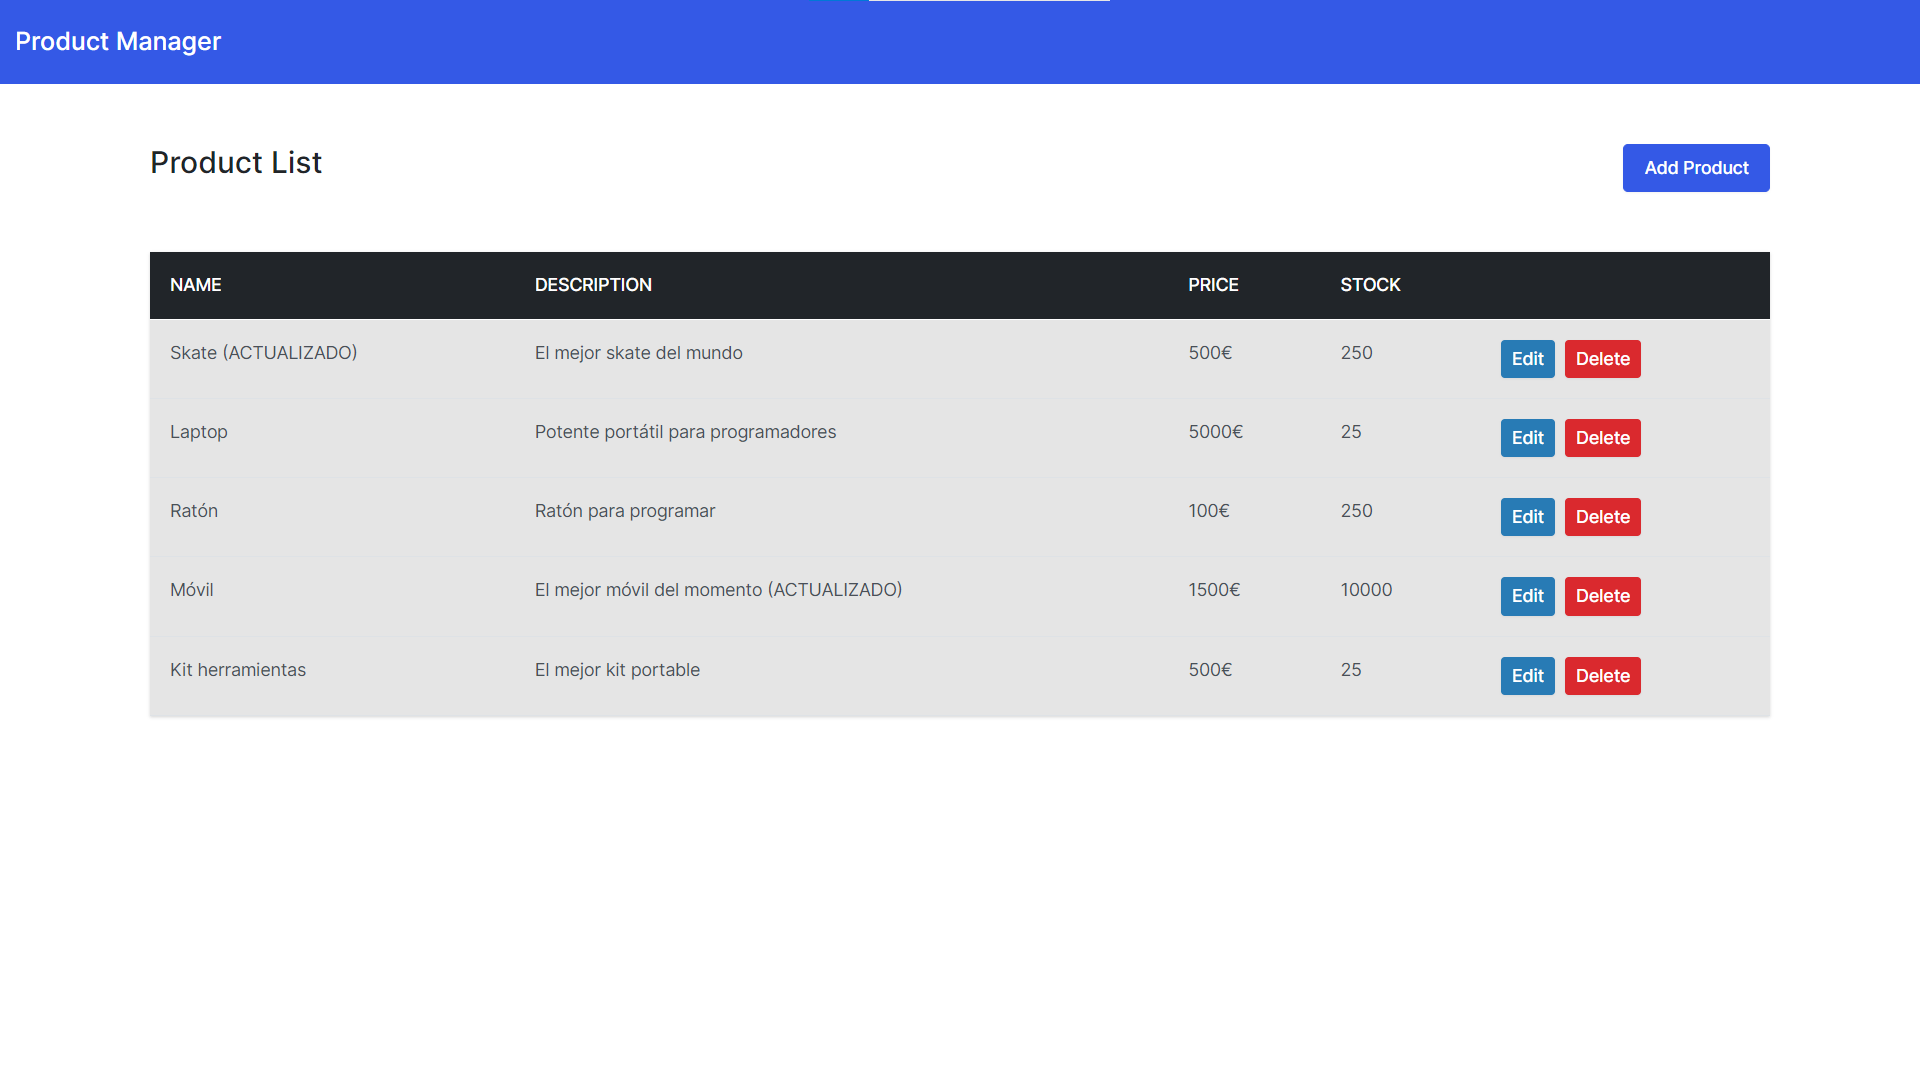 Product Manager
Product List
Add Product
NAME DESCRIPTION PRICE STOCK
Skate (ACTUALIZADO) El mejor skate del mundo 500€ 250 Edit Delete
Laptop Potente portátil para programadores 5000€ 25 Edit Delete
Ratón Ratón para programar 100€ 250 Edit Delete
Móvil El mejor móvil del momento (ACTUALIZADO) 1500€ 10000 Edit Delete
Kit herramientas El mejor kit portable 500€ 25 Edit Delete